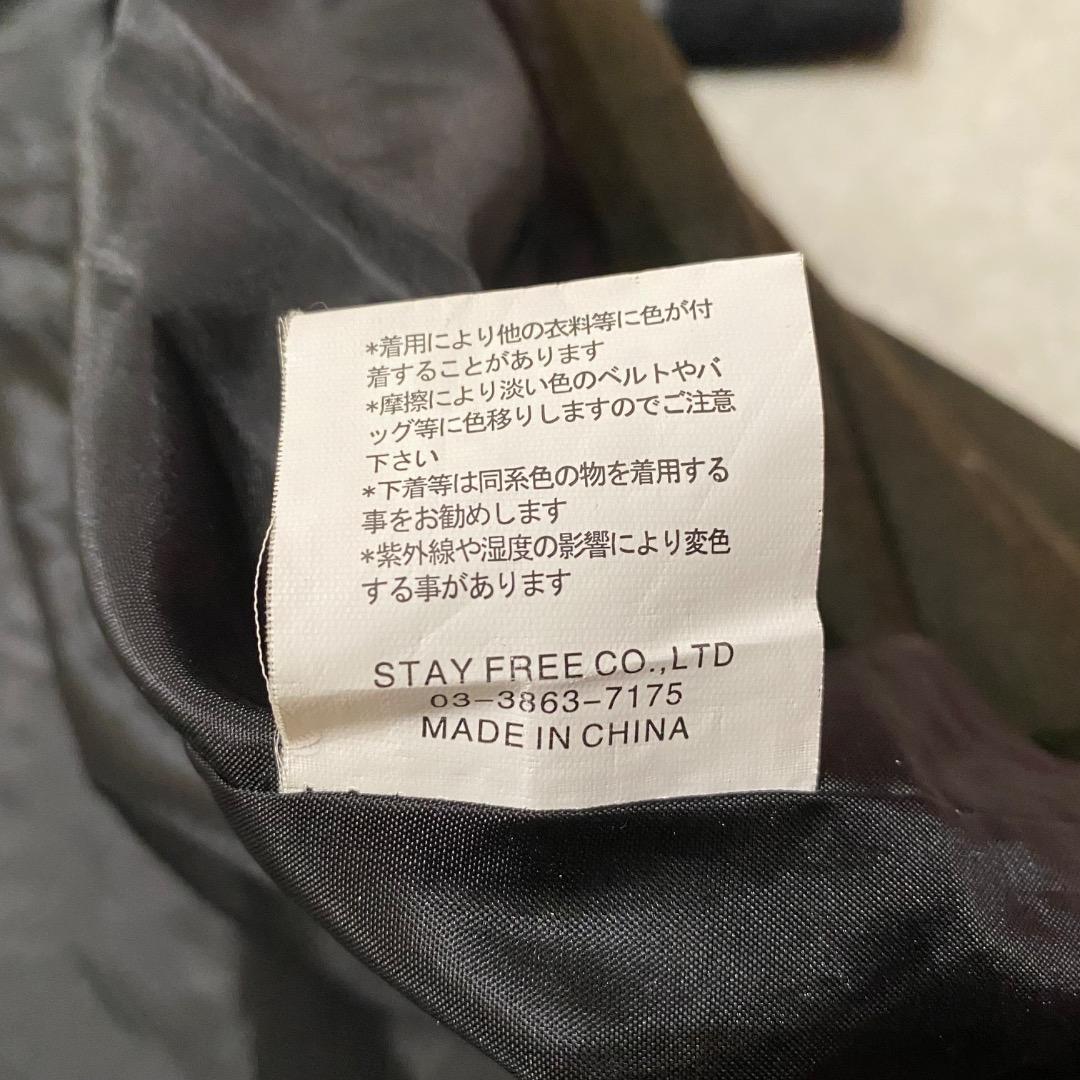 *着用により他の衣料等に色が付
着することがあります
*摩擦により淡い色のベルトやバ
ッグ等に色移りしますのでご注意
下さい
*下着等は同系色の物を着用する
事をお勧めします
*紫外線や湿度の影響により変色
する事があります
STAY FREE CO.,LTD
03-3863-7175
MADE IN CHINA